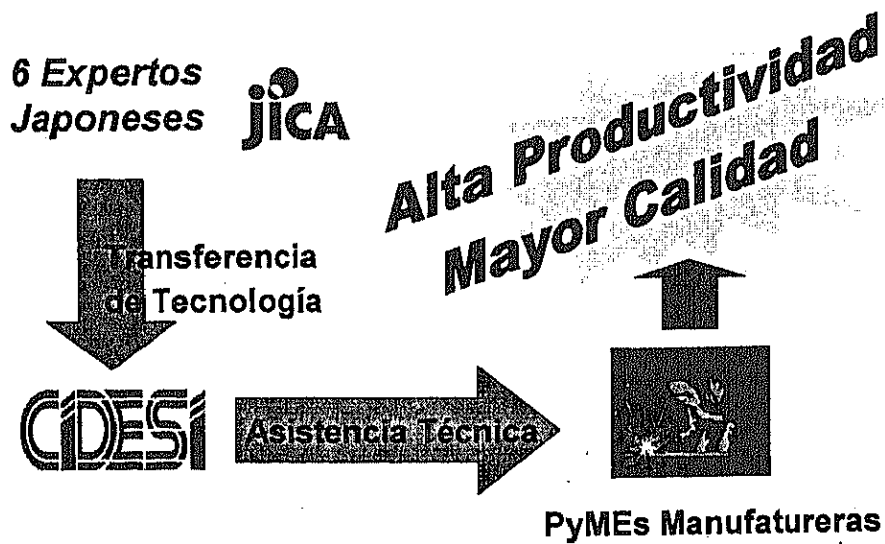 6 Expertos
Japoneses
jICA
Alta Productividad
Mayor Calidad
Transferencia
de Tecnología
CIDESI
Asistencia Técnica
PyMEs Manufatureras